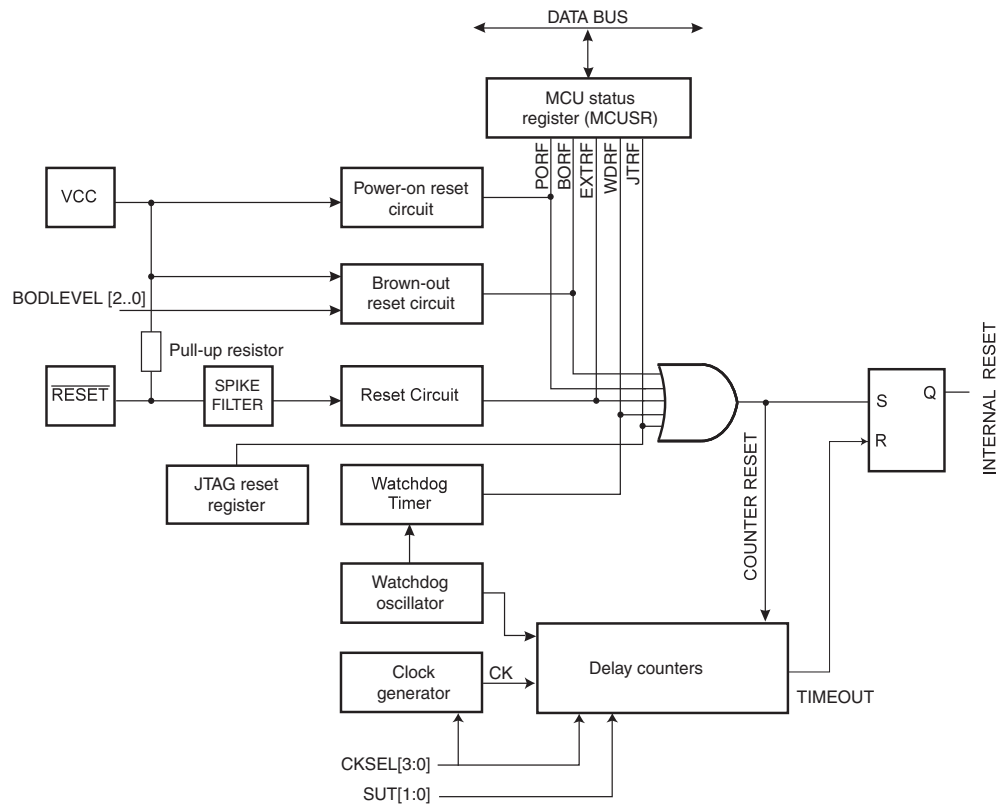 DATA BUS
MCU status
register (MCUSR)
PORF
BORF
EXTRF
WDRF
JTRF
VCC
Power-on reset
circuit
Brown-out
reset circuit
BODLEVEL [2..0]
Pull-up resistor
RESET
SPIKE
FILTER
Reset Circuit
S
Q
R
INTERNAL RESET
COUNTER RESET
JTAG reset
register
Watchdog
Timer
Watchdog
oscillator
Clock
generator
CK
Delay counters
TIMEOUT
CKSEL[3:0]
SUT[1:0]